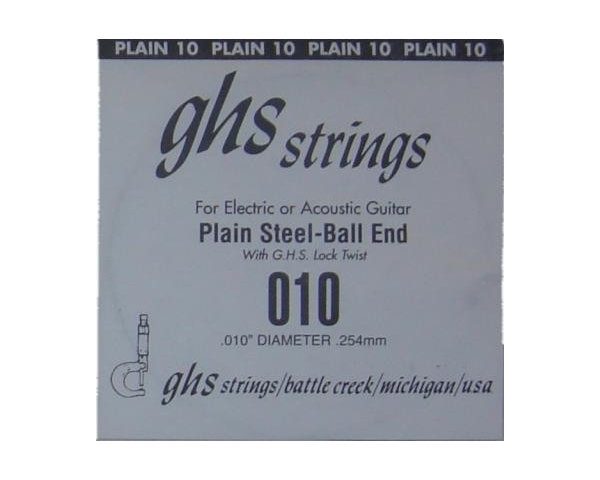 PLAIN 10 PLAIN 10 PLAIN 10 PLAIN 10
ghs strings
For Electric or Acoustic Guitar
Plain Steel-Ball End
With G.H.S. Lock Twist
010
.010" DIAMETER .254mm
ghs strings/battle creek/michigan/u.s.a.